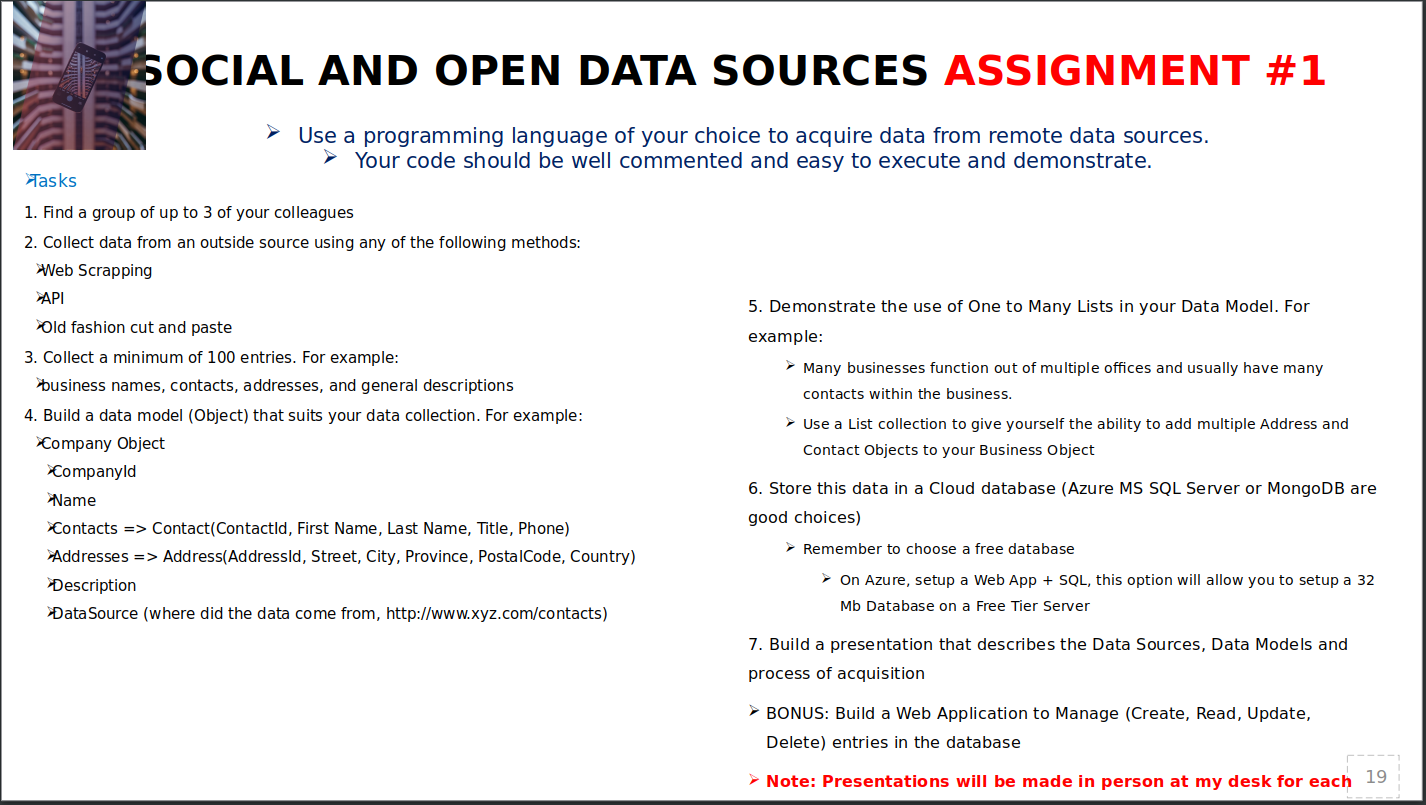 SOCIAL AND OPEN DATA SOURCES ASSIGNMENT #1
➢ Use a programming language of your choice to acquire data from remote data sources.
➢ Your code should be well commented and easy to execute and demonstrate.
➢Tasks
1. Find a group of up to 3 of your colleagues
2. Collect data from an outside source using any of the following methods:
➢Web Scrapping
➢API
➢Old fashion cut and paste
3. Collect a minimum of 100 entries. For example:
➢business names, contacts, addresses, and general descriptions
4. Build a data model (Object) that suits your data collection. For example:
➢Company Object
➢CompanyId
➢Name
➢Contacts => Contact(ContactId, First Name, Last Name, Title, Phone)
➢Addresses => Address(AddressId, Street, City, Province, PostalCode, Country)
➢Description
➢DataSource (where did the data come from, http://www.xyz.com/contacts)
5. Demonstrate the use of One to Many Lists in your Data Model. For
example:
➢ Many businesses function out of multiple offices and usually have many
contacts within the business.
➢ Use a List collection to give yourself the ability to add multiple Address and
Contact Objects to your Business Object
6. Store this data in a Cloud database (Azure MS SQL Server or MongoDB are
good choices)
➢ Remember to choose a free database
➢ On Azure, setup a Web App + SQL, this option will allow you to setup a 32
Mb Database on a Free Tier Server
7. Build a presentation that describes the Data Sources, Data Models and
process of acquisition
➢ BONUS: Build a Web Application to Manage (Create, Read, Update,
Delete) entries in the database
➢ Note: Presentations will be made in person at my desk for each
19